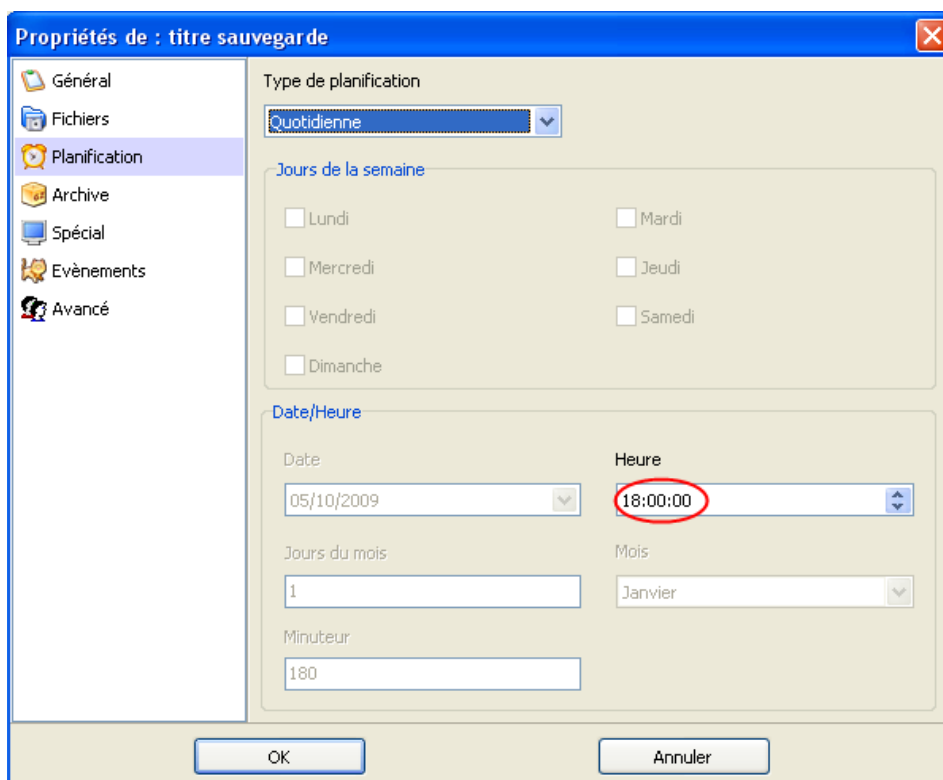 Propriétés de : titre sauvegarde
Général
Fichiers
Planification
Archive
Spécial
Evènements
Avancé
Type de planification
Quotidienne
Jours de la semaine
Lundi
Mardi
Mercredi
Jeudi
Vendredi
Samedi
Dimanche
Date/Heure
Date
Heure
05/10/2009
18:00:00
Jours du mois
Mois
1
Janvier
Minuteur
180
OK
Annuler